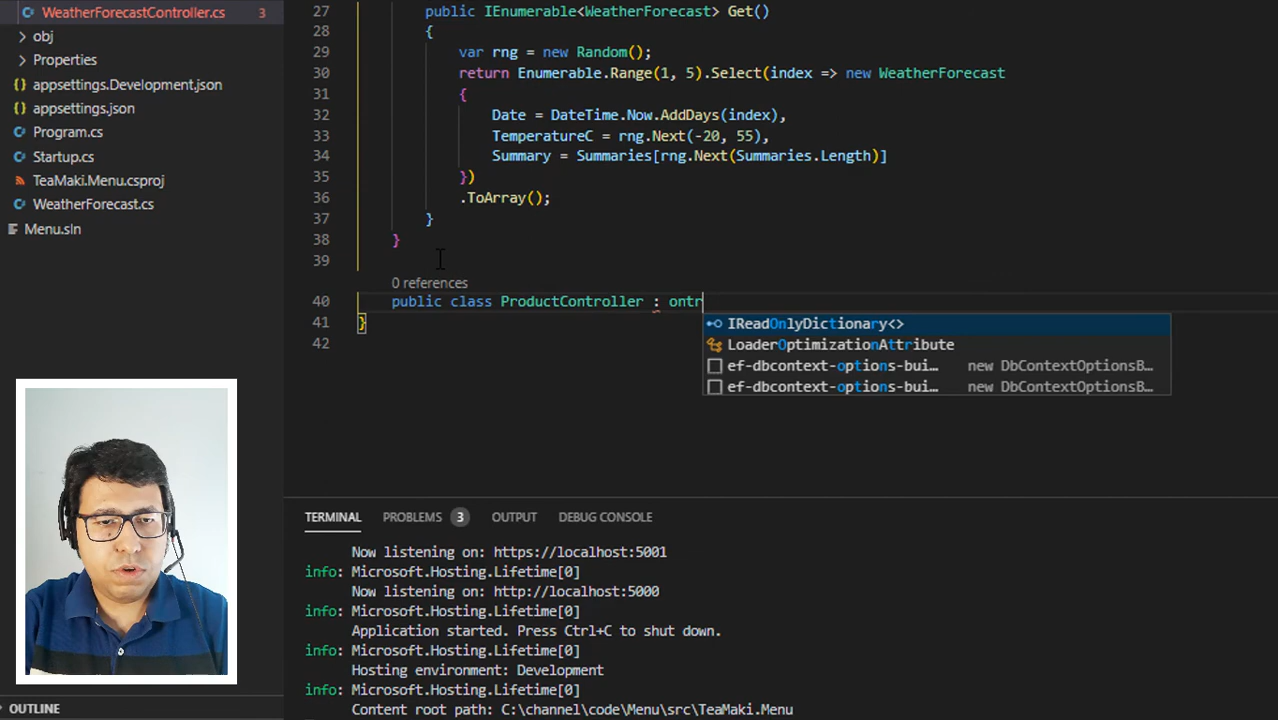 WeatherForecastController.cs 3
obj
Properties
appsettings.Development.json
appsettings.json
Program.cs
Startup.cs
TeaMaki.Menu.csproj
WeatherForecast.cs
Menu.sln
OUTLINE
27 public IEnumerable<WeatherForecast> Get()
28 {
29 var rng = new Random();
30 return Enumerable.Range(1, 5).Select(index => new WeatherForecast
31 {
32 Date = DateTime.Now.AddDays(index),
33 TemperatureC = rng.Next(-20, 55),
34 Summary = Summaries[rng.Next(Summaries.Length)]
35 })
36 .ToArray();
37 }
38 }
39
0 references
40 public class ProductController : ontr
41 }
42
IReadOnlyDictionary<>
LoaderOptimizationAttribute
ef-dbcontext-options-bui… new DbContextOptionsB…
ef-dbcontext-options-bui… new DbContextOptionsB…
TERMINAL PROBLEMS 3 OUTPUT DEBUG CONSOLE
Now listening on: https://localhost:5001
info: Microsoft.Hosting.Lifetime[0]
Now listening on: http://localhost:5000
info: Microsoft.Hosting.Lifetime[0]
Application started. Press Ctrl+C to shut down.
info: Microsoft.Hosting.Lifetime[0]
Hosting environment: Development
info: Microsoft.Hosting.Lifetime[0]
Content root path: C:\channel\code\Menu\src\TeaMaki.Menu